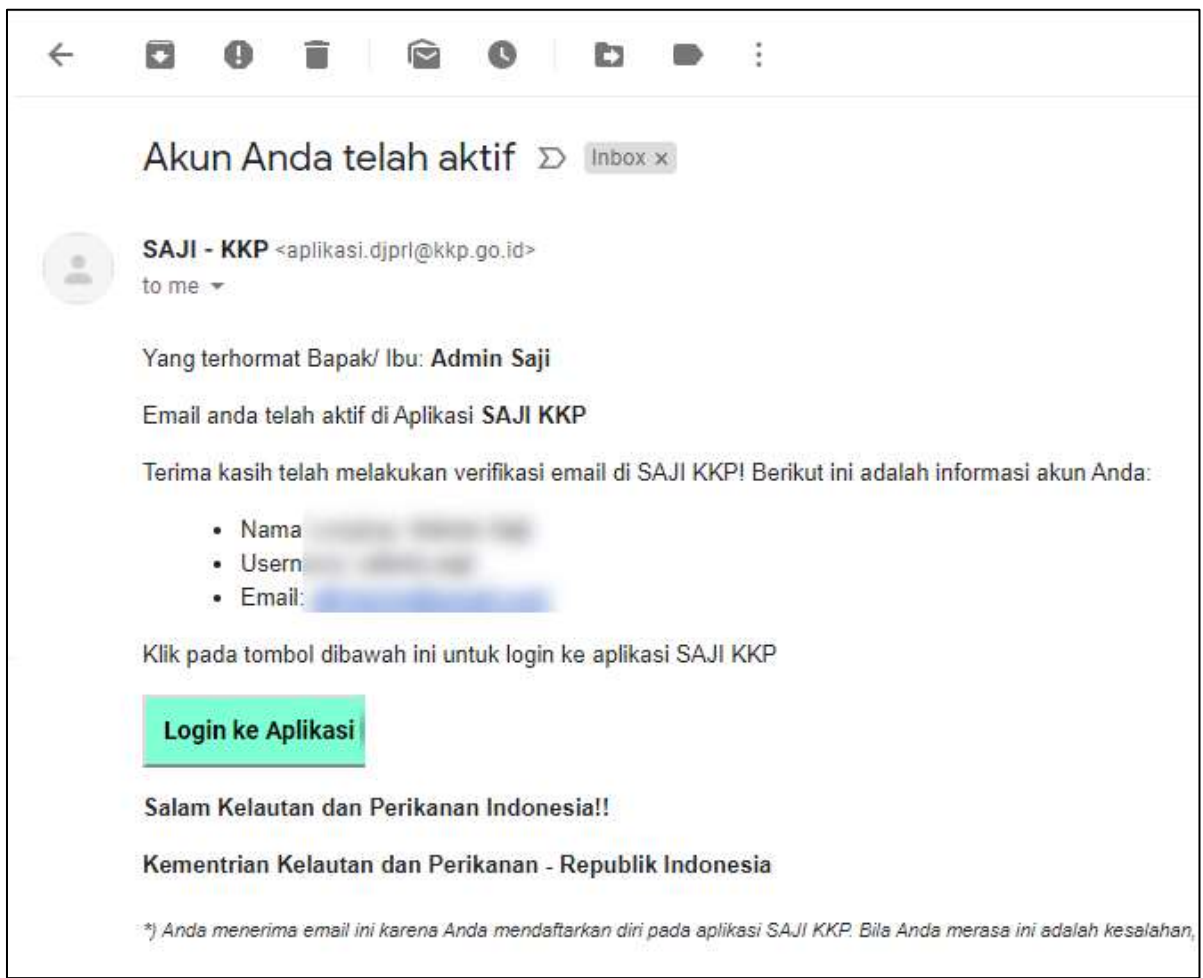 Akun Anda telah aktif Inbox x
SAJI - KKP <aplikasi.djprl@kkp.go.id>
to me
Yang terhormat Bapak/ Ibu: Admin Saji
Email anda telah aktif di Aplikasi SAJI KKP
Terima kasih telah melakukan verifikasi email di SAJI KKP! Berikut ini adalah informasi akun Anda:
• Nama
• Usern
• Email:
Klik pada tombol dibawah ini untuk login ke aplikasi SAJI KKP
Login ke Aplikasi
Salam Kelautan dan Perikanan Indonesia!!
Kementrian Kelautan dan Perikanan - Republik Indonesia
*) Anda menerima email ini karena Anda mendaftarkan diri pada aplikasi SAJI KKP. Bila Anda merasa ini adalah kesalahan,